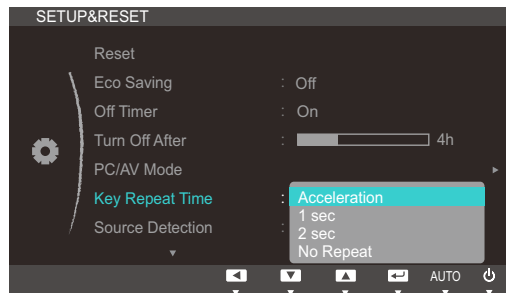 SETUP&RESET
Reset
Eco Saving : Off
Off Timer : On
Turn Off After : 4h
PC/AV Mode
Key Repeat Time : Acceleration
1 sec
Source Detection : 2 sec
No Repeat
AUTO